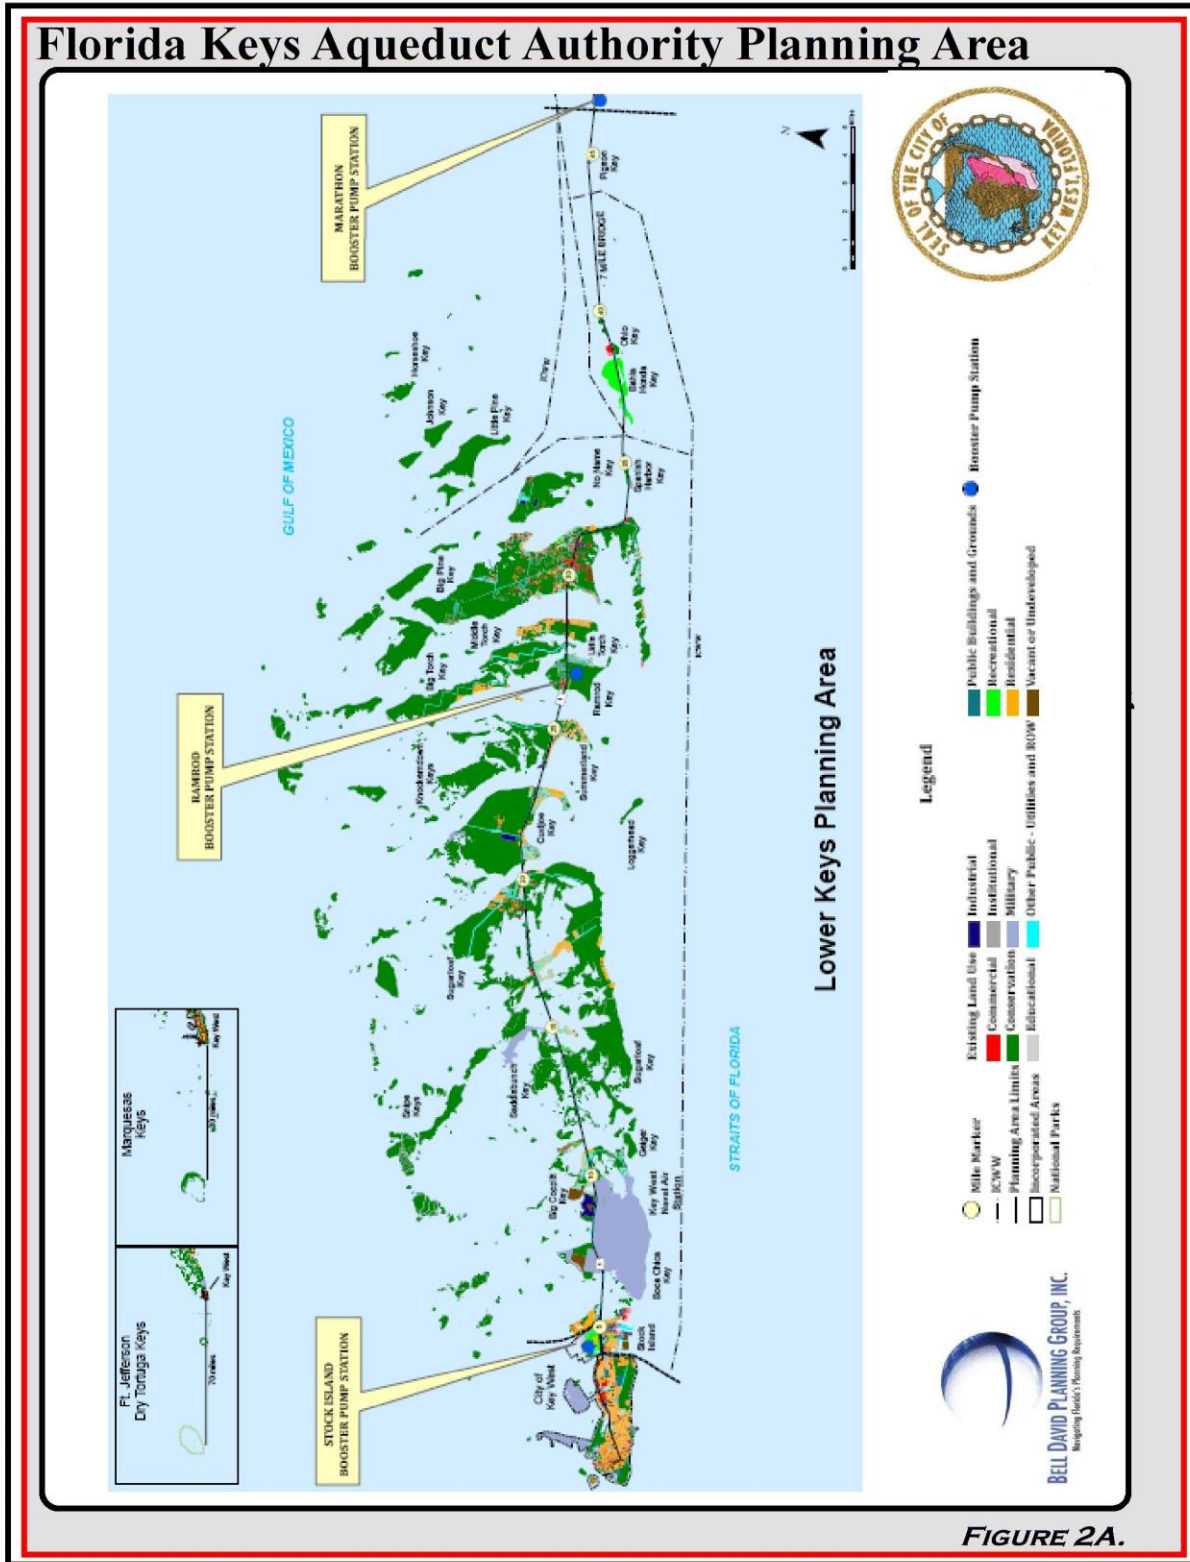 Florida Keys Aqueduct Authority Planning Area
Ft. Jefferson
Dry Tortuga Keys
70 miles
Key West
Marquesas
Keys
Key West
STOCK ISLAND
BOOSTER PUMP STATION
RAMROD
BOOSTER PUMP STATION
MARATHON
BOOSTER PUMP STATION
GULF OF MEXICO
City of
Key West
Stock
Island
Boca Chica
Key
Key West
Naval Air
Station
Big Coppitt
Key
Geiger
Key
Snipe
Keys
Saddlebunch
Key
Sugarloaf
Key
Sugarloaf
Key
Cudjoe
Key
Loggerhead
Key
Knockemdown
Keys
Summerland
Key
Big Torch
Key
Ramrod
Key
Middle
Torch
Key
Little
Torch
Key
Big Pine
Key
No Name
Key
Spanish
Harbor
Key
Little Pine
Key
Johnson
Key
Horseshoe
Key
Bahia
Honda
Key
Ohio
Key
7 MILE BRIDGE
Pigeon
Key
ICWW
ICWW
STRAITS OF FLORIDA
Lower Keys Planning Area
N
SEAL OF THE CITY OF
KEY WEST, FLORIDA
Legend
Mile Marker
ICWW
Planning Area Limits
Incorporated Areas
National Parks
Existing Land Use
Commercial
Conservation
Educational
Industrial
Institutional
Military
Other Public - Utilities and ROW
Public Buildings and Grounds
Recreational
Residential
Vacant or Undeveloped
Booster Pump Station
BELL DAVID PLANNING GROUP, INC.
Navigating Florida's Planning Requirements
FIGURE 2A.